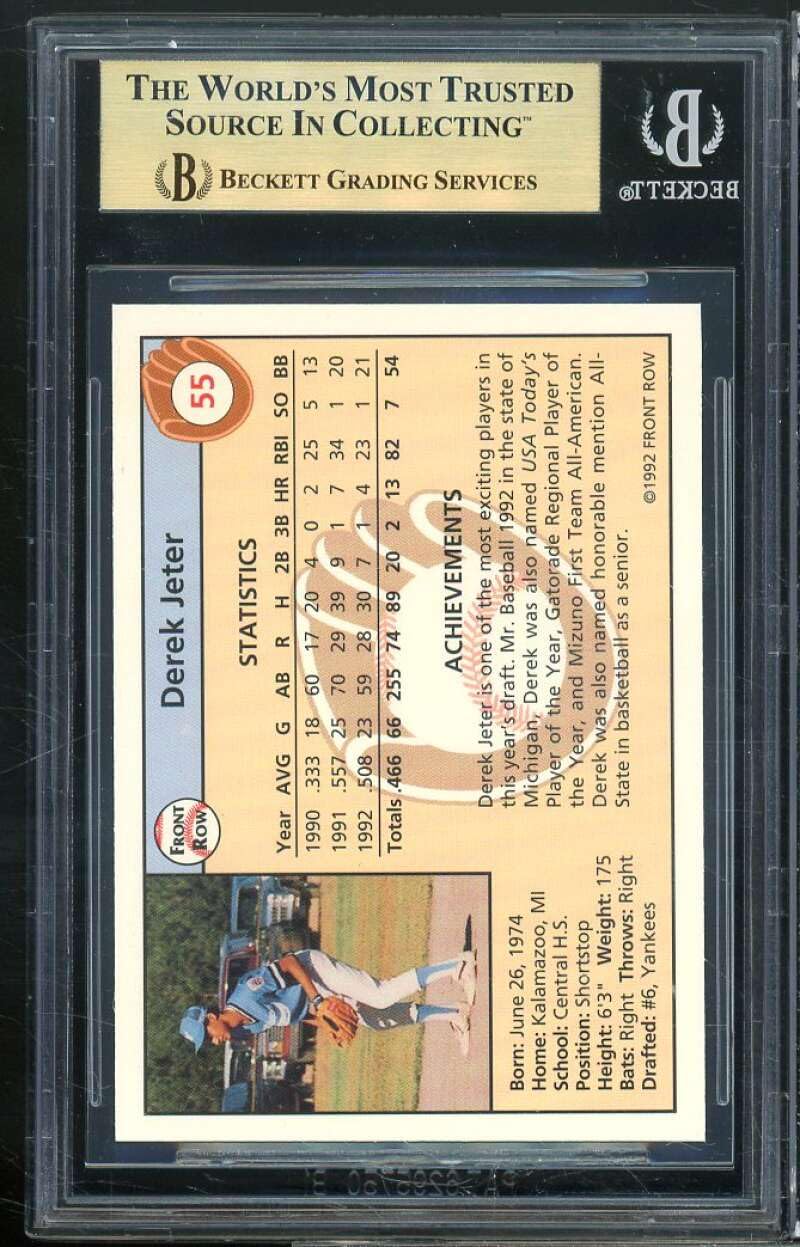 THE WORLD'S MOST TRUSTED
SOURCE IN COLLECTING™
B BECKETT GRADING SERVICES
B
BECKETT®
55
Derek Jeter
FRONT
ROW
STATISTICS
Year AVG G AB R H 2B 3B HR RBI SO BB
1990 .333 18 60 17 20 4 0 2 25 5 13
1991 .557 25 70 29 39 9 1 7 34 1 20
1992 .508 23 59 28 30 7 1 4 23 1 21
Totals .466 66 255 74 89 20 2 13 82 7 54
ACHIEVEMENTS
Derek Jeter is one of the most exciting players in
this year's draft. Mr. Baseball 1992 in the state of
Michigan, Derek was also named USA Today's
Player of the Year, Gatorade Regional Player of
the Year, and Mizuno First Team All-American.
Derek was also named honorable mention All-
State in basketball as a senior.
©1992 FRONT ROW
Born: June 26, 1974
Home: Kalamazoo, MI
School: Central H.S.
Position: Shortstop
Height: 6'3" Weight: 175
Bats: Right Throws: Right
Drafted: #6, Yankees